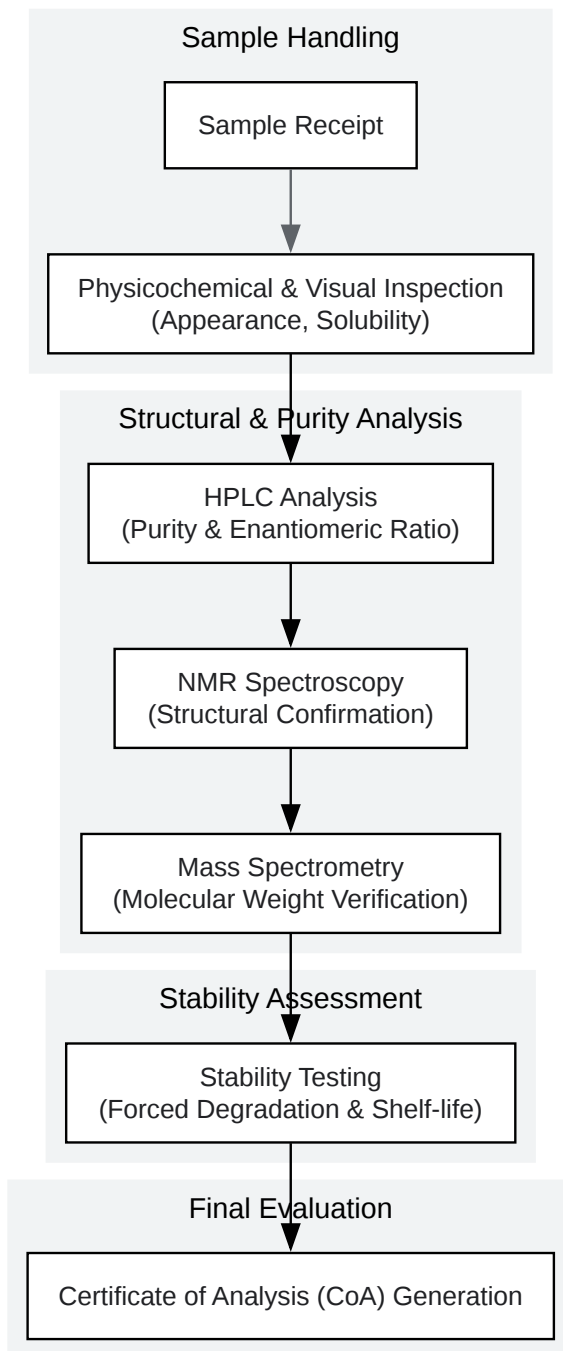 Sample Handling
Sample Receipt
Physicochemical & Visual Inspection
(Appearance, Solubility)
Structural & Purity Analysis
HPLC Analysis
(Purity & Enantiomeric Ratio)
NMR Spectroscopy
(Structural Confirmation)
Mass Spectrometry
(Molecular Weight Verification)
Stability Assessment
Stability Testing
(Forced Degradation & Shelf-life)
Final Evaluation
Certificate of Analysis (CoA) Generation